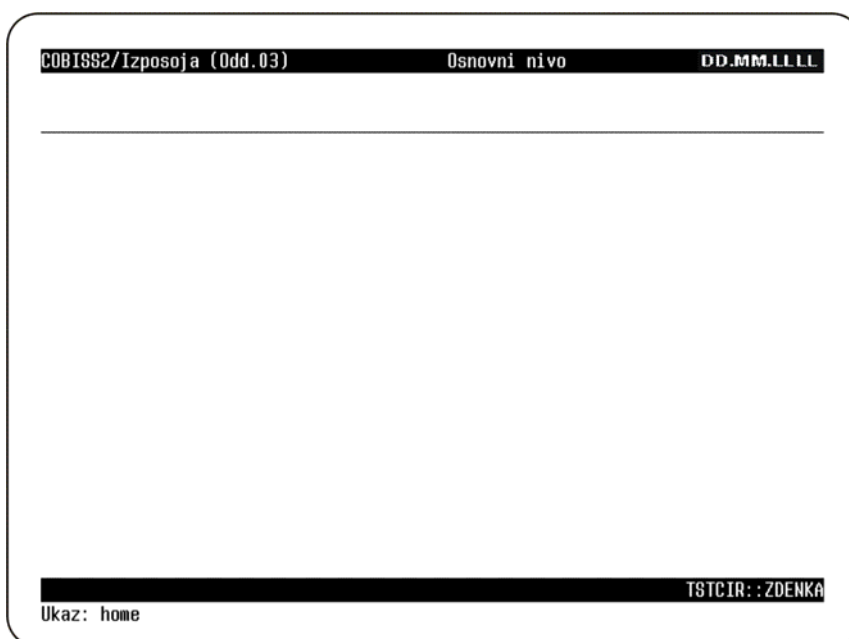 COBISS2/Izposoja (Odd.03) Osnovni nivo DD.MM.LLLL
TSTCIR::ZDENKA
Ukaz: home